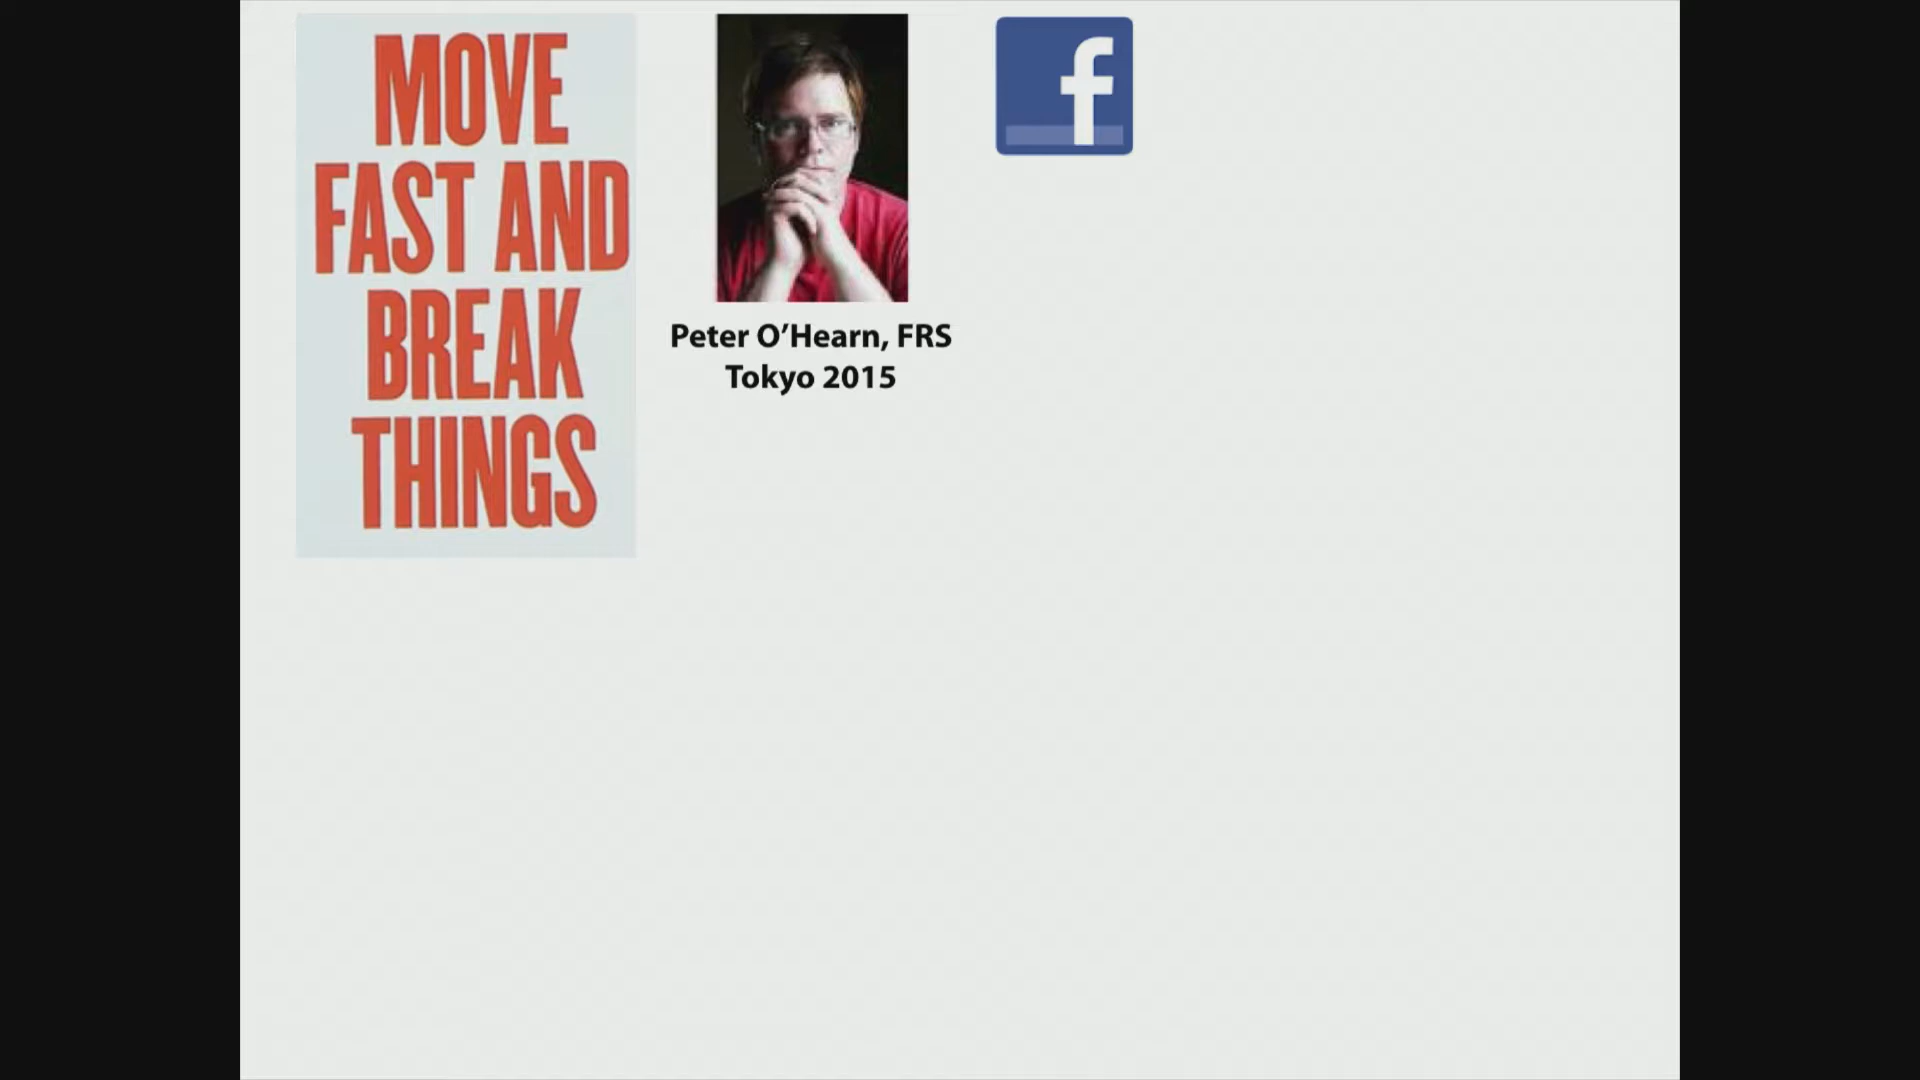 MOVE
FAST AND
BREAK
THINGS
Peter O’Hearn, FRS
Tokyo 2015
f